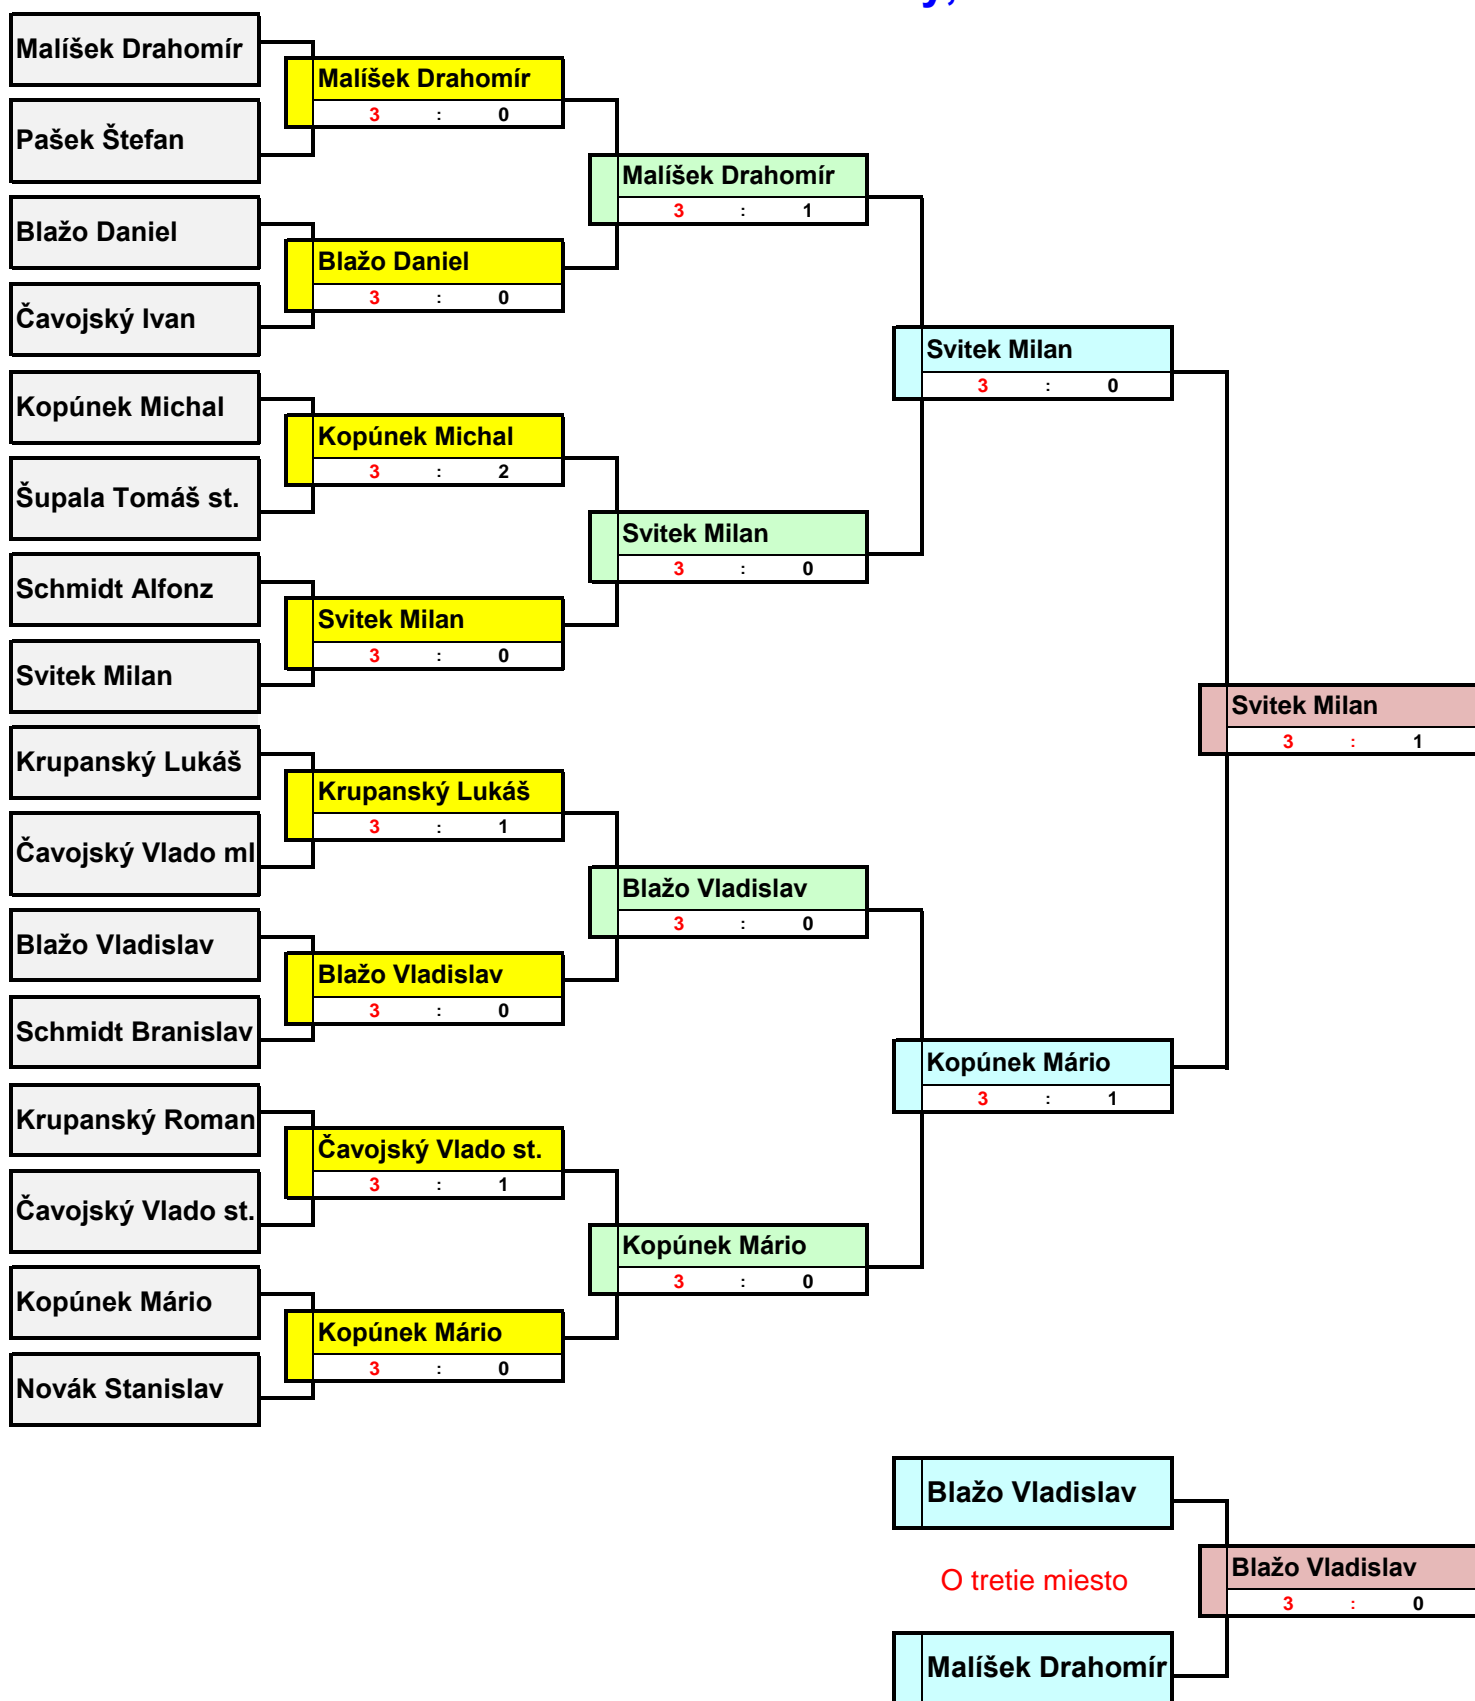 Malíšek Drahomír
Pašek Štefan
Blažo Daniel
Čavojský Ivan
Kopúnek Michal
Šupala Tomáš st.
Schmidt Alfonz
Svitek Milan
Krupanský Lukáš
Čavojský Vlado ml
Blažo Vladislav
Schmidt Branislav
Krupanský Roman
Čavojský Vlado st.
Kopúnek Mário
Novák Stanislav
Malíšek Drahomír
3 : 0
Blažo Daniel
3 : 0
Kopúnek Michal
3 : 2
Svitek Milan
3 : 0
Krupanský Lukáš
3 : 1
Blažo Vladislav
3 : 0
Čavojský Vlado st.
3 : 1
Kopúnek Mário
3 : 0
Malíšek Drahomír
3 : 1
Svitek Milan
3 : 0
Blažo Vladislav
3 : 0
Kopúnek Mário
3 : 0
Svitek Milan
3 : 0
Kopúnek Mário
3 : 1
Svitek Milan
3 : 1
Blažo Vladislav
O tretie miesto
Malíšek Drahomír
Blažo Vladislav
3 : 0